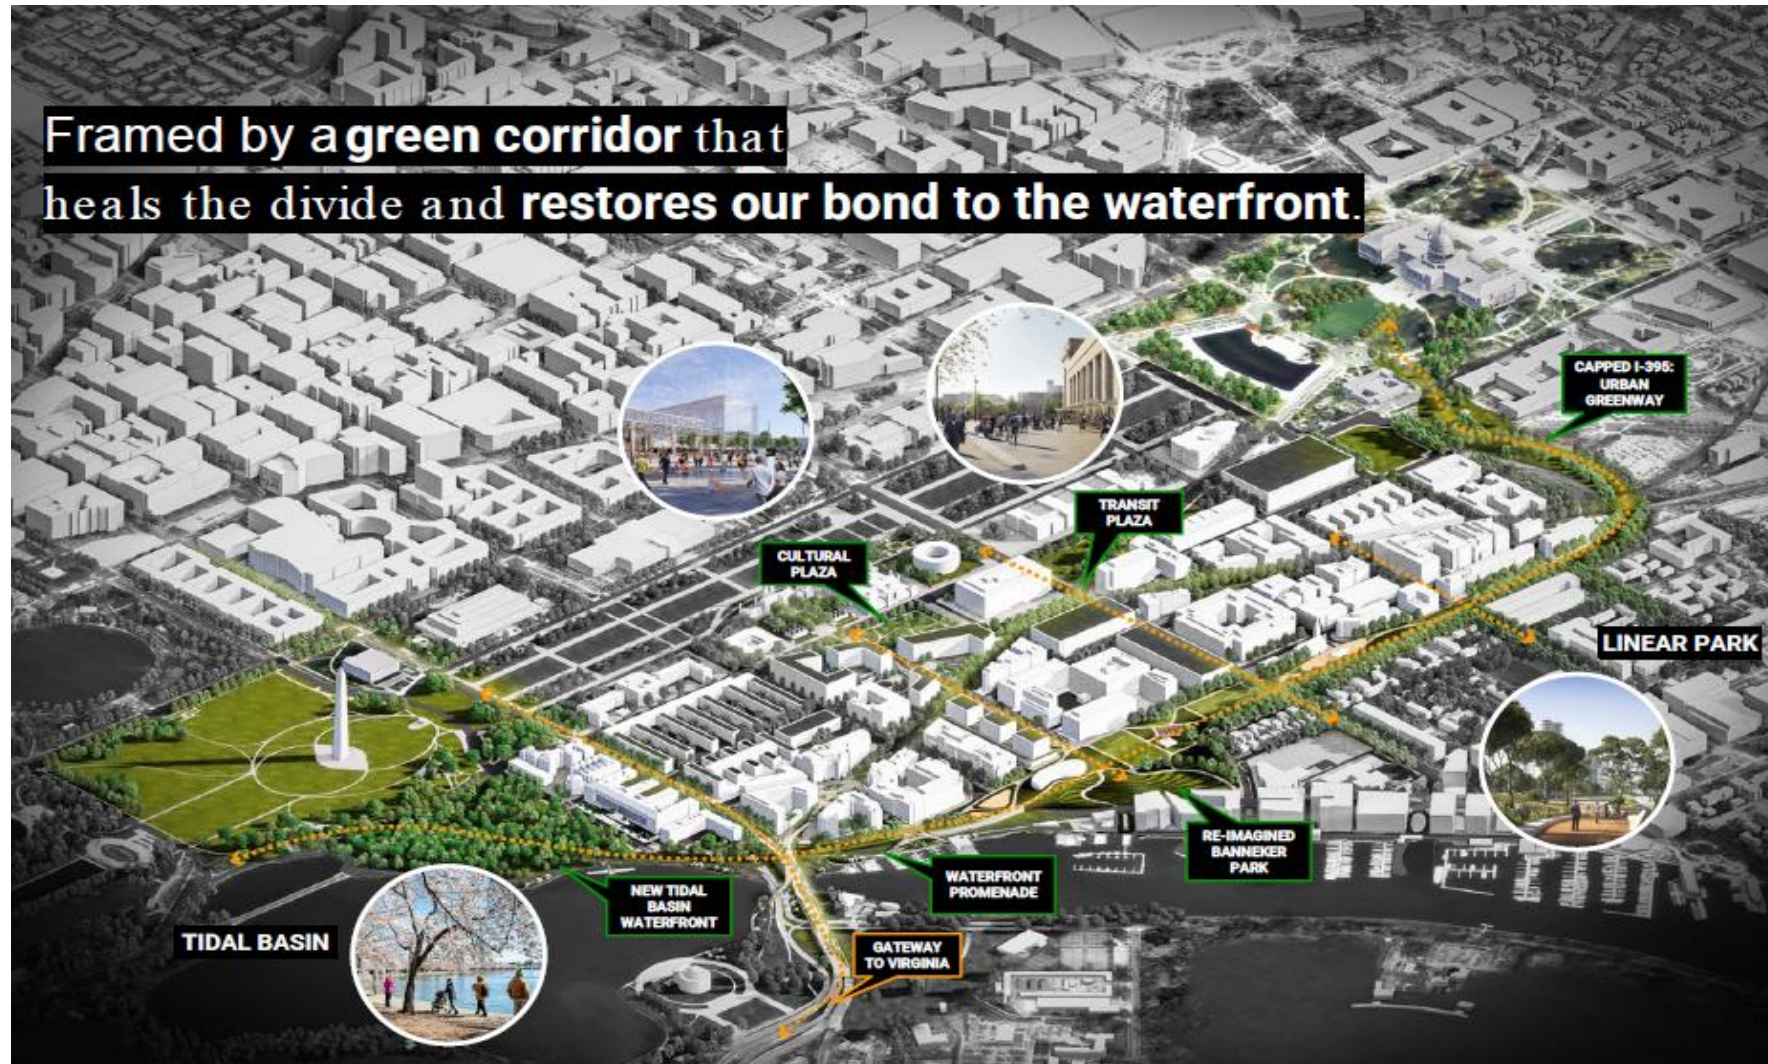 Framed by a green corridor that
heals the divide and restores our bond to the waterfront.
CAPPED I-395:
URBAN
GREENWAY
TRANSIT
PLAZA
CULTURAL
PLAZA
LINEAR PARK
RE-IMAGINED
BANNEKER
PARK
WATERFRONT
PROMENADE
NEW TIDAL
BASIN
WATERFRONT
TIDAL BASIN
GATEWAY
TO VIRGINIA